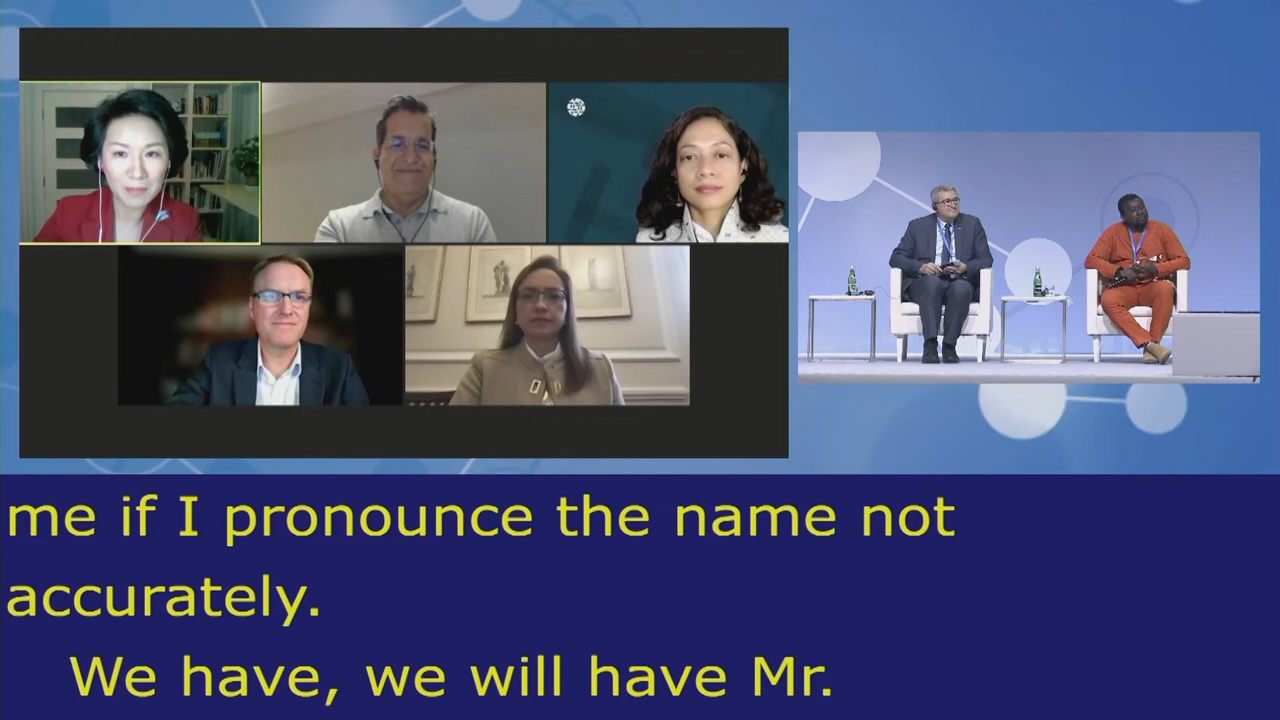 me if I pronounce the name not
accurately.
We have, we will have Mr.